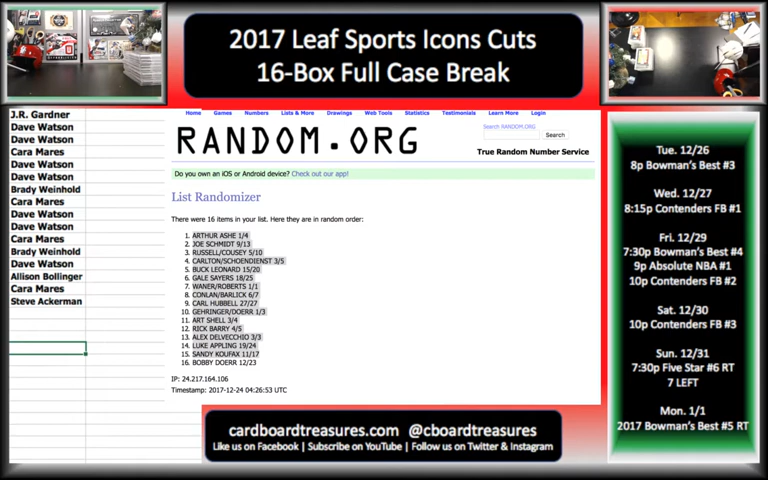 2017 Leaf Sports Icons Cuts
16-Box Full Case Break
J.R. Gardner
Dave Watson
Dave Watson
Cara Mares
Dave Watson
Dave Watson
Brady Weinhold
Cara Mares
Dave Watson
Dave Watson
Cara Mares
Brady Weinhold
Dave Watson
Allison Bollinger
Cara Mares
Steve Ackerman
Home Games Numbers Lists & More Drawings Web Tools Statistics Testimonials Learn More Login
Search RANDOM.ORG
Search
RANDOM.ORG
True Random Number Service
Do you own an iOS or Android device? Check out our app!
List Randomizer
There were 16 items in your list. Here they are in random order:
1. ARTHUR ASHE 1/4
2. JOE SCHMIDT 9/13
3. RUSSELL/COUSEY 5/10
4. CARLTON/SCHOENDIENST 3/5
5. BUCK LEONARD 15/20
6. GALE SAYERS 18/25
7. WANER/ROBERTS 1/1
8. CONLAN/BARLICK 6/7
9. CARL HUBBELL 27/27
10. GEHRINGER/DOERR 1/3
11. ART SHELL 3/4
12. RICK BARRY 4/5
13. ALEX DELVECCHIO 3/3
14. LUKE APPLING 19/24
15. SANDY KOUFAX 11/17
16. BOBBY DOERR 12/23
IP: 24.217.164.106
Timestamp: 2017-12-24 04:26:53 UTC
Tue. 12/26
8p Bowman's Best #3
Wed. 12/27
8:15p Contenders FB #1
Fri. 12/29
7:30p Bowman's Best #4
9p Absolute NBA #1
10p Contenders FB #2
Sat. 12/30
10p Contenders FB #3
Sun. 12/31
7:30p Five Star #6 RT
7 LEFT
Mon. 1/1
2017 Bowman's Best #5 RT
cardboardtreasures.com @cboardtreasures
Like us on Facebook | Subscribe on YouTube | Follow us on Twitter & Instagram